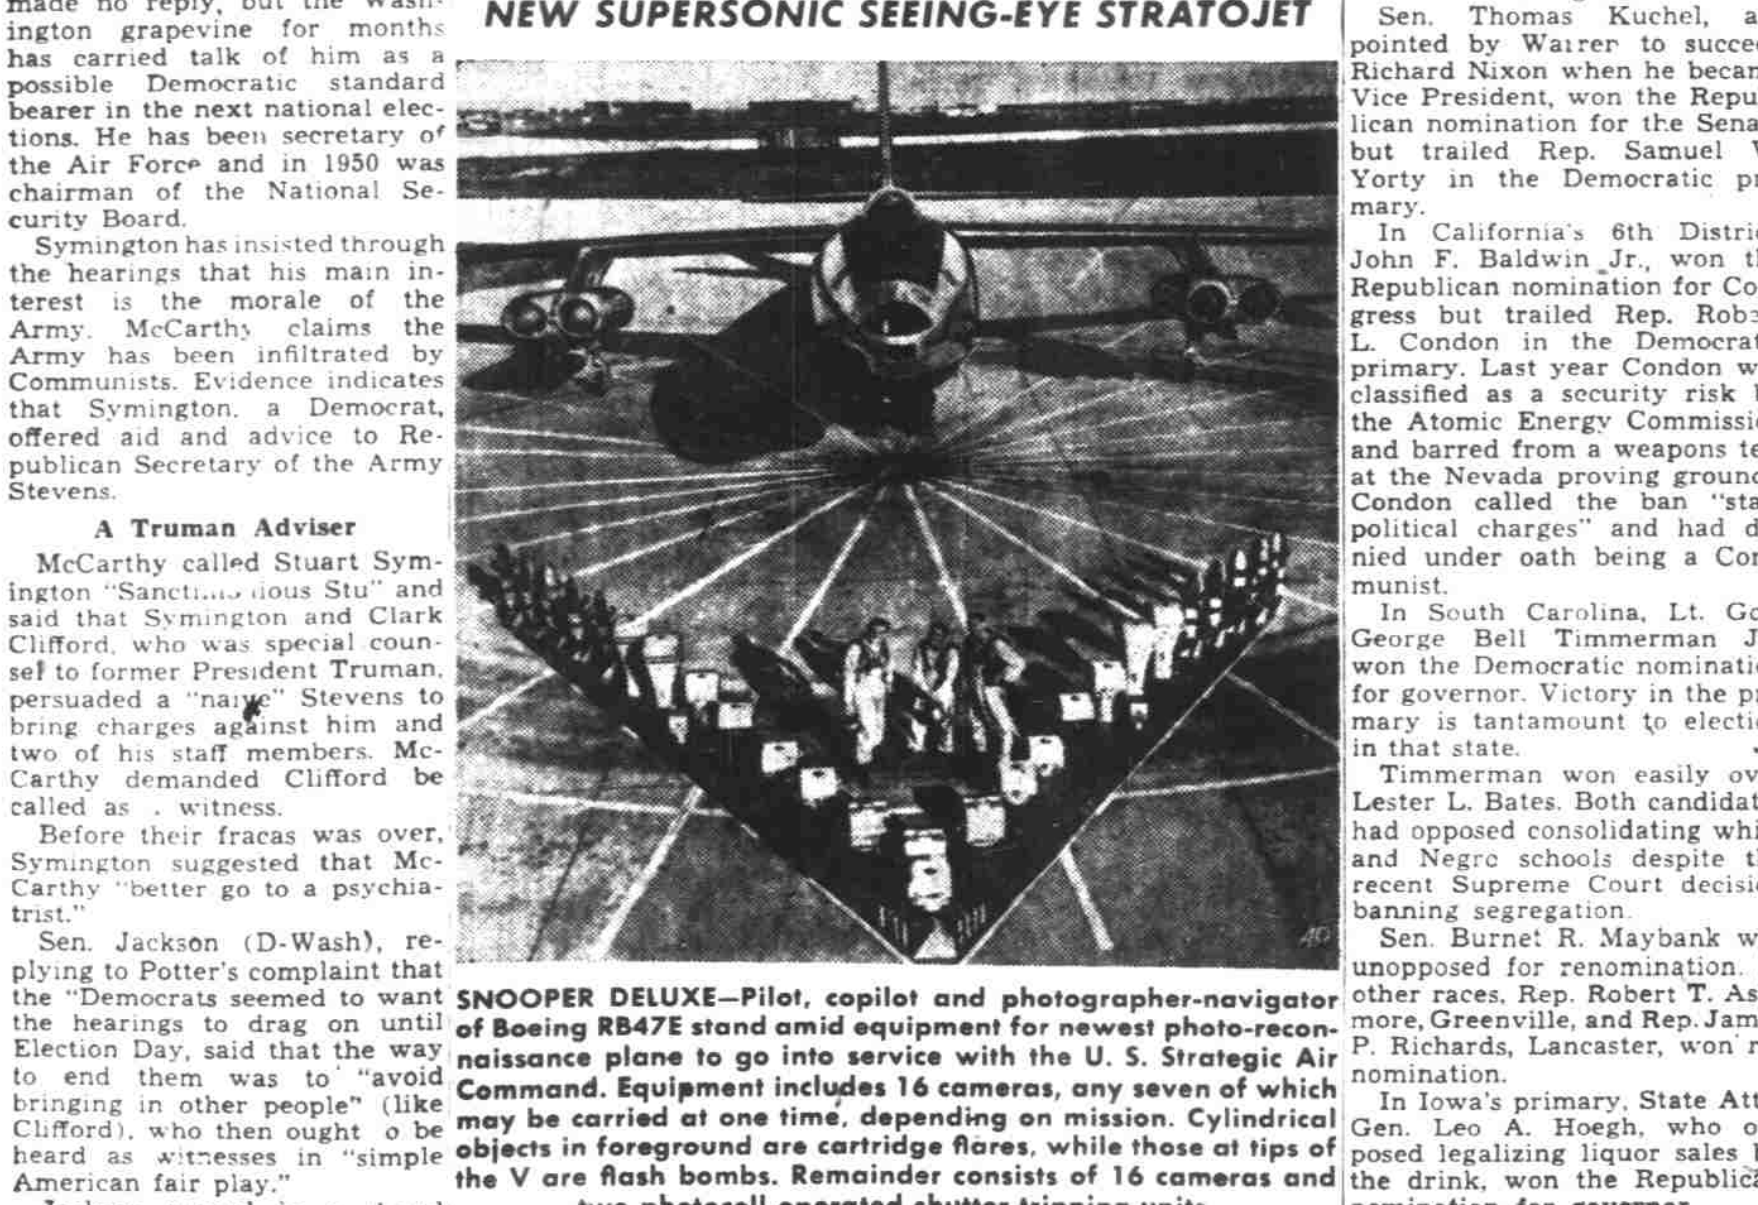 made no reply, but the Wash-
ington grapevine for months
has carried talk of him as a
possible Democratic standard
bearer in the next national elec-
tions. He has been secretary of
the Air Force and in 1950 was
chairman of the National Se-
curity Board.
Symington has insisted through
the hearings that his main in-
terest is the morale of the
Army. McCarthy claims the
Army has been infiltrated by
Communists. Evidence indicates
that Symington, a Democrat,
offered aid and advice to Re-
publican Secretary of the Army
Stevens.
A Truman Adviser
McCarthy called Stuart Sym-
ington "Sanctimonious Stu" and
said that Symington and Clark
Clifford, who was special coun-
sel to former President Truman,
persuaded a "naive" Stevens to
bring charges against him and
two of his staff members. Mc-
Carthy demanded Clifford be
called as witness.
Before their fracas was over,
Symington suggested that Mc-
Carthy "better go to a psychia-
trist."
Sen. Jackson (D-Wash), re-
plying to Potter's complaint that
the "Democrats seemed to want
the hearings to drag on until
Election Day, said that the way
to end them was to "avoid
bringing in other people" (like
Clifford), who then ought o be
heard as witnesses in "simple
American fair play."
NEW SUPERSONIC SEEING-EYE STRATOJET
AO
SNOOPER DELUXE—Pilot, copilot and photographer-navigator
of Boeing RB47E stand amid equipment for newest photo-recon-
naissance plane to go into service with the U. S. Strategic Air
Command. Equipment includes 16 cameras, any seven of which
may be carried at one time, depending on mission. Cylindrical
objects in foreground are cartridge flares, while those at tips of
the V are flash bombs. Remainder consists of 16 cameras and
two photocell-operated shutter tripping units.
Sen. Thomas Kuchel, a
pointed by Warren to succe
Richard Nixon when he becam
Vice President, won the Repu
lican nomination for the Sena
but trailed Rep. Samuel
Yorty in the Democratic pr
mary.
In California's 6th Distric
John F. Baldwin Jr., won t
Republican nomination for Co
gress but trailed Rep. Robe
L. Condon in the Democrat
primary. Last year Condon w
classified as a security risk
the Atomic Energy Commissi
and barred from a weapons te
at the Nevada proving ground
Condon called the ban "sta
political charges" and had d
nied under oath being a Com
munist.
In South Carolina, Lt. Go
George Bell Timmerman J
won the Democratic nominati
for governor. Victory in the pr
mary is tantamount to electi
in that state.
Timmerman won easily ov
Lester L. Bates. Both candidat
had opposed consolidating whi
and Negro schools despite t
recent Supreme Court decisi
banning segregation.
Sen. Burnet R. Maybank w
unopposed for renomination.
other races, Rep. Robert T. As
more, Greenville, and Rep. Jam
P. Richards, Lancaster, won r
nomination.
In Iowa's primary, State Att
Gen. Leo A. Hoegh, who o
posed legalizing liquor sales
the drink, won the Republica
nomination for governor.